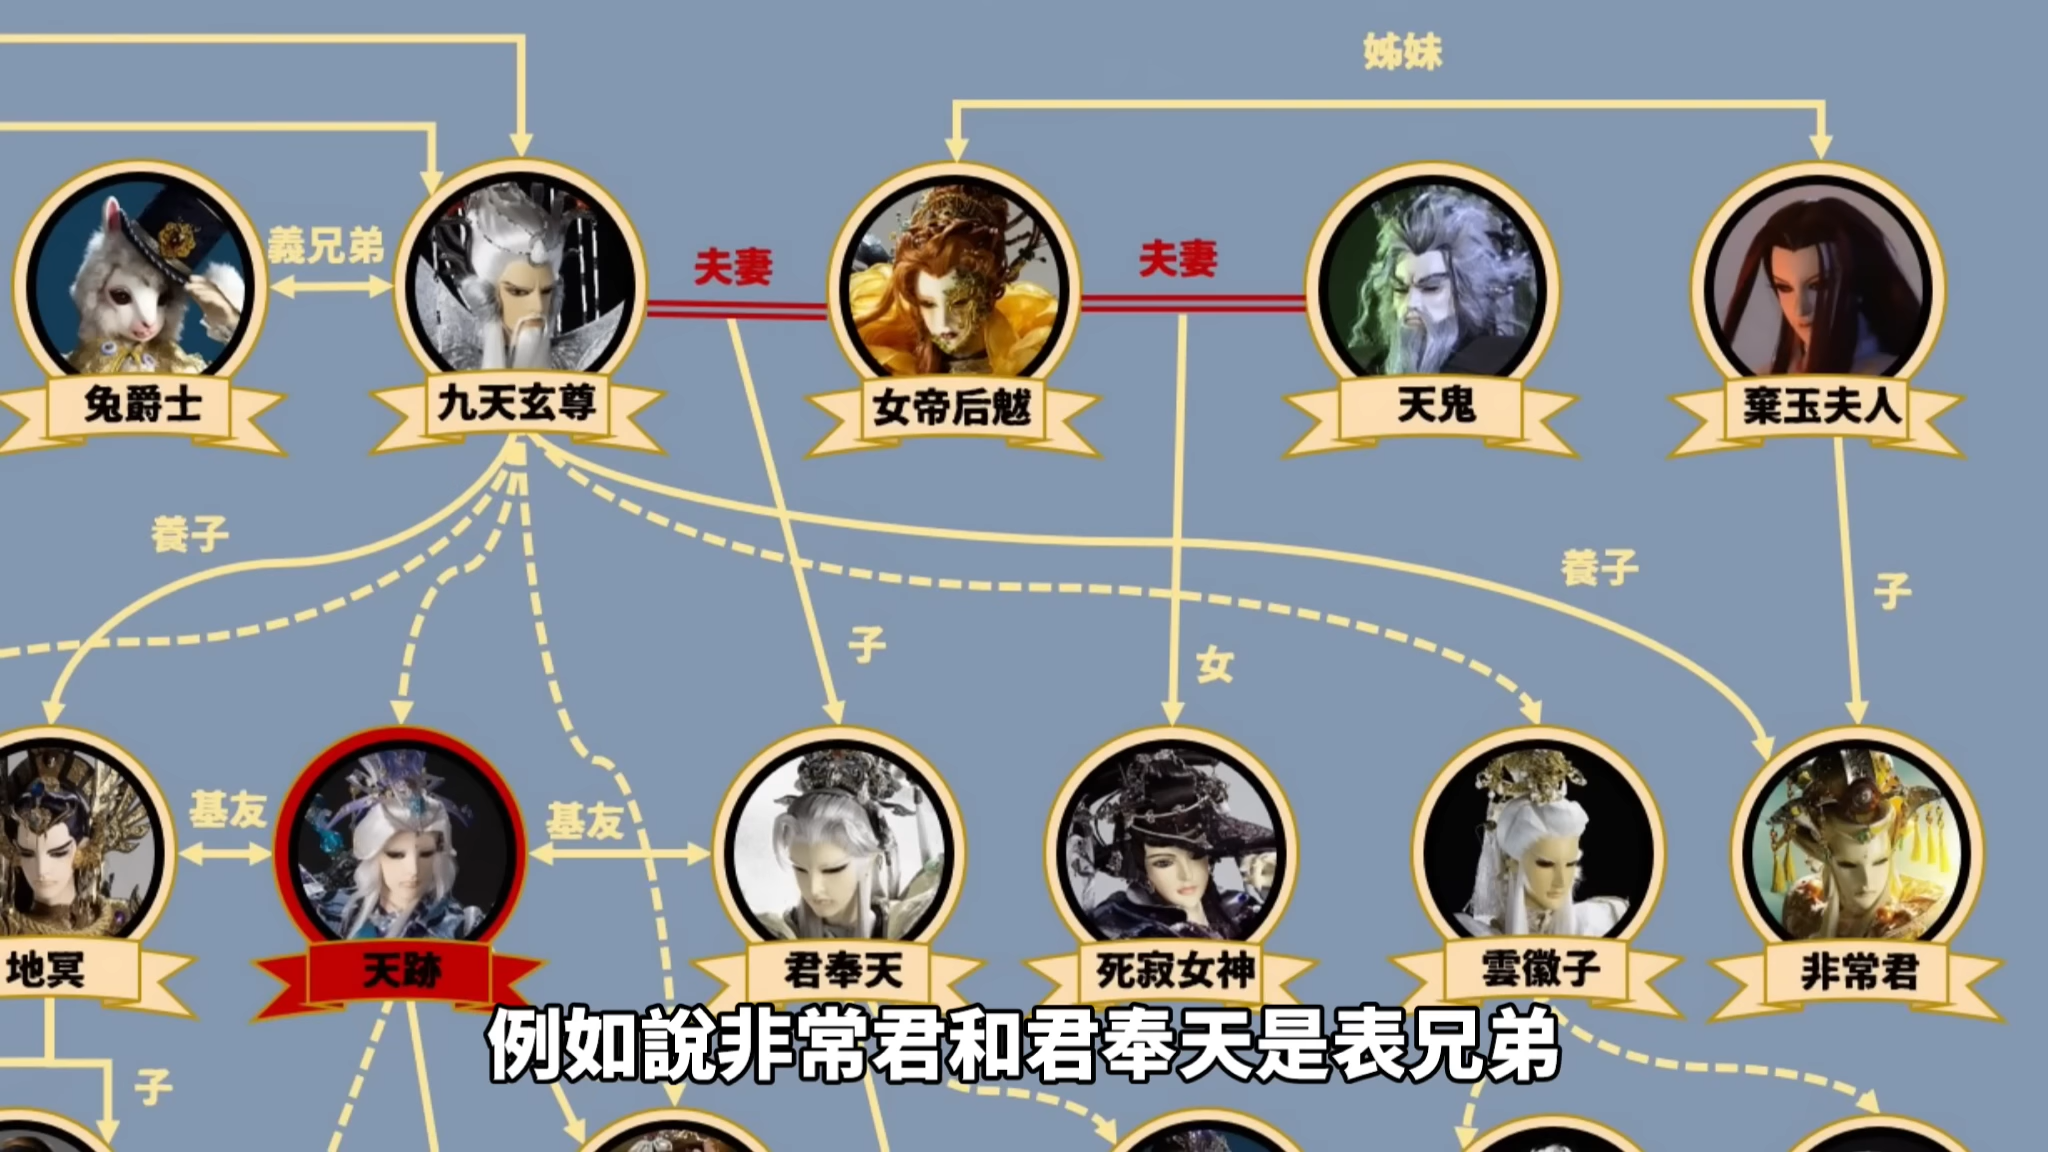 姊妹
義兄弟
夫妻
夫妻
兔爵士
九天玄尊
女帝后魃
天鬼
棄玉夫人
養子
養子
子
子
女
基友
基友
地冥
天跡
君奉天
死寂女神
雲徽子
非常君
例如說非常君和君奉天是表兄弟
子